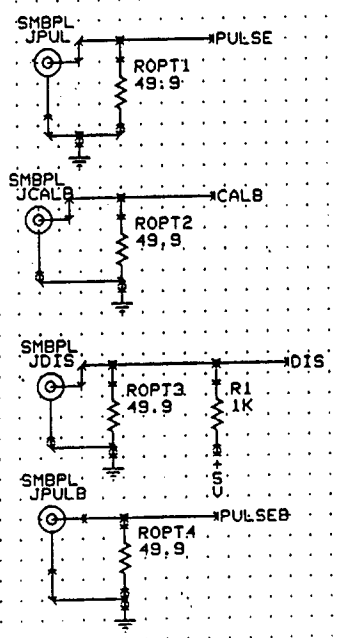 SMBPL
JPUL
PULSE
ROPT1
49.9
SMBPL
JCALB
CALB
ROPT2
49.9
SMBPL
JDIS
DIS
ROPT3
49.9
R1
1K
+5V
SMBPL
JPULB
PULSEB
ROPT4
49.9